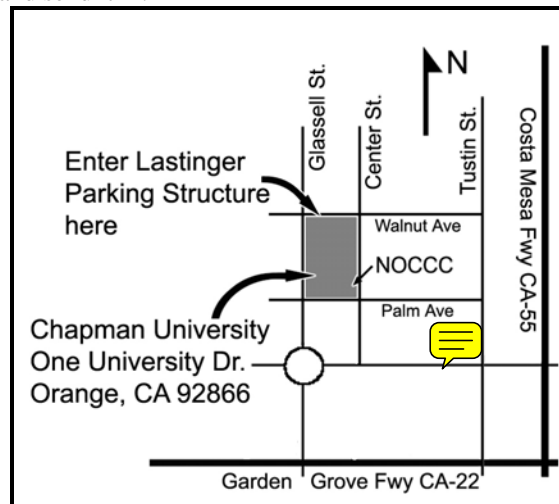 N
Glassell St.
Center St.
Tustin St.
Costa Mesa Fwy CA-55
Enter Lastinger
Parking Structure
here
Walnut Ave
NOCCC
Palm Ave
Chapman University
One University Dr.
Orange, CA 92866
Garden Grove Fwy CA-22